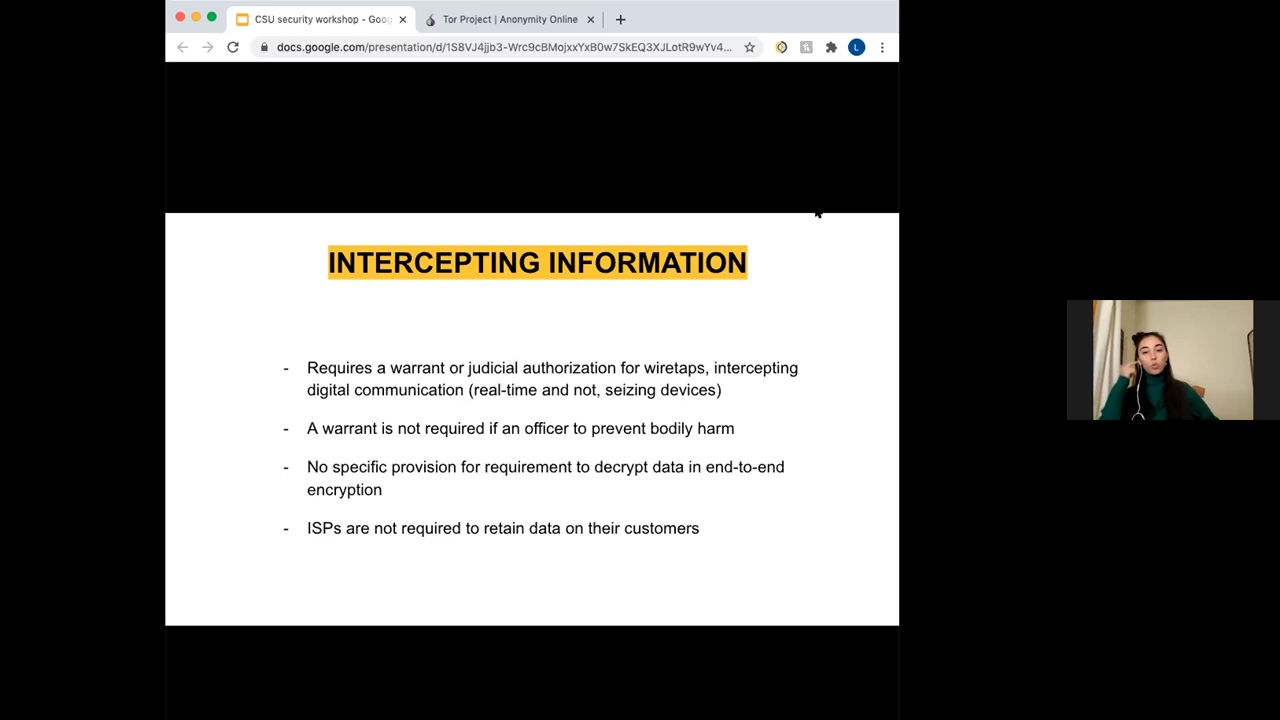 CSU security workshop - Goog
Tor Project | Anonymity Online
docs.google.com/presentation/d/1S8VJ4jjb3-Wrc9cBMojxxYxB0w7SkEQ3XJLotR9wYv4...
L
INTERCEPTING INFORMATION
- Requires a warrant or judicial authorization for wiretaps, intercepting
digital communication (real-time and not, seizing devices)
- A warrant is not required if an officer to prevent bodily harm
- No specific provision for requirement to decrypt data in end-to-end
encryption
- ISPs are not required to retain data on their customers